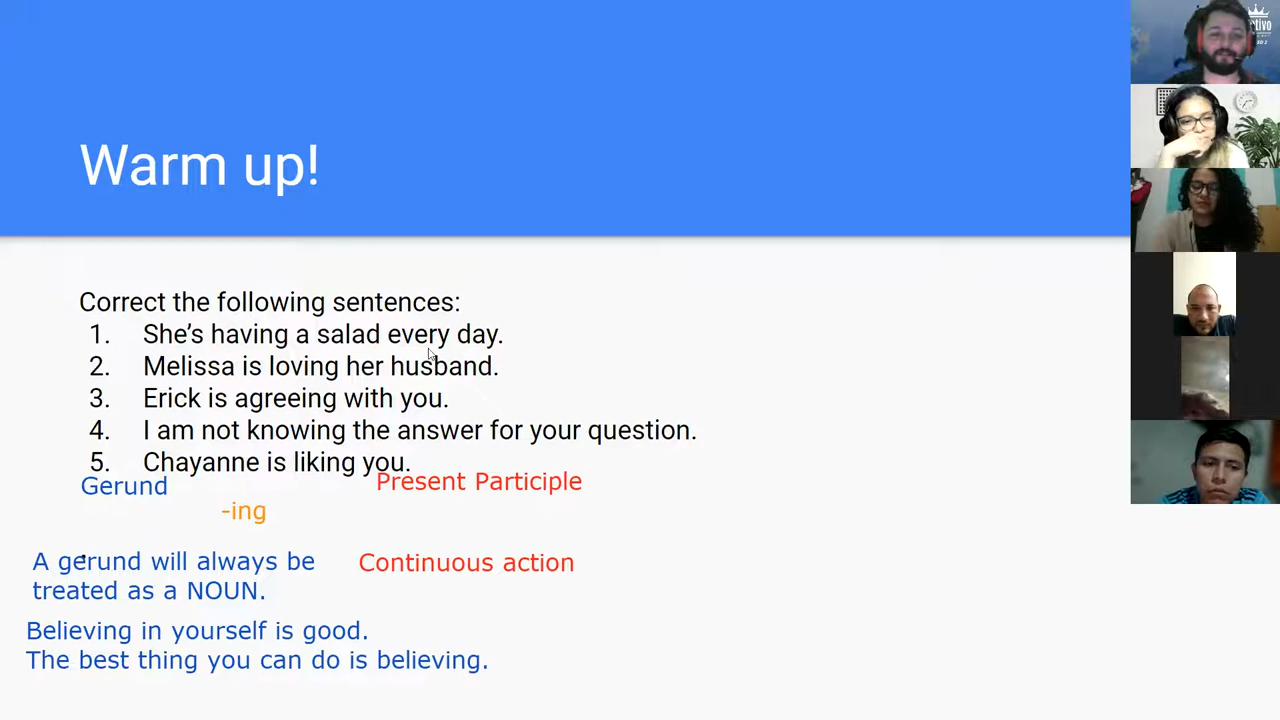 Warm up!
Correct the following sentences:
1. She's having a salad every day.
2. Melissa is loving her husband.
3. Erick is agreeing with you.
4. I am not knowing the answer for your question.
5. Chayanne is liking you.
Gerund
Present Participle
-ing
A gerund will always be
treated as a NOUN.
Continuous action
Believing in yourself is good.
The best thing you can do is believing.